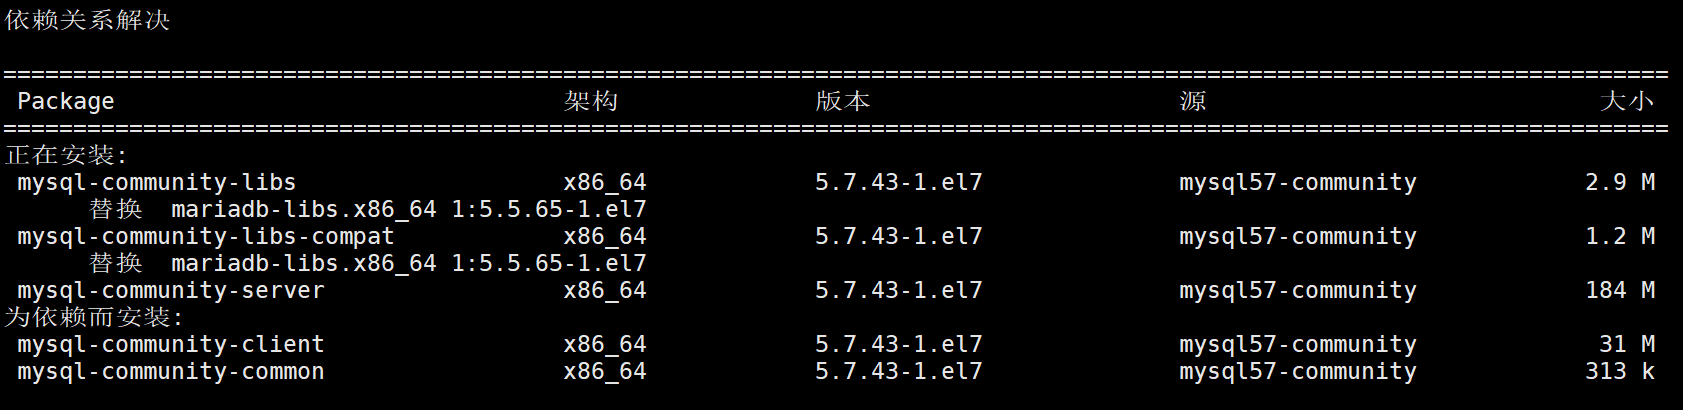 依赖关系解决
=======================================================================================================================
Package 架构 版本 源 大小
=======================================================================================================================
正在安装:
mysql-community-libs x86_64 5.7.43-1.el7 mysql57-community 2.9 M
替换 mariadb-libs.x86_64 1:5.5.65-1.el7
mysql-community-libs-compat x86_64 5.7.43-1.el7 mysql57-community 1.2 M
替换 mariadb-libs.x86_64 1:5.5.65-1.el7
mysql-community-server x86_64 5.7.43-1.el7 mysql57-community 184 M
为依赖而安装:
mysql-community-client x86_64 5.7.43-1.el7 mysql57-community 31 M
mysql-community-common x86_64 5.7.43-1.el7 mysql57-community 313 k